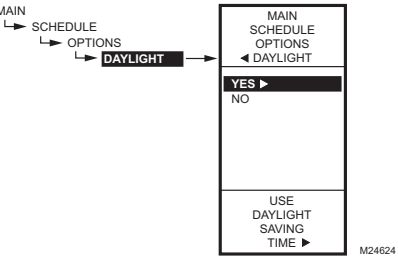 MAIN
SCHEDULE
OPTIONS
DAYLIGHT
MAIN
SCHEDULE
OPTIONS
◄ DAYLIGHT
YES ►
NO
USE
DAYLIGHT
SAVING
TIME ►
M24624